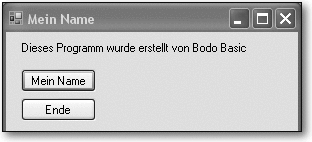 Mein Name
Dieses Programm wurde erstellt von Bodo Basic
Mein Name
Ende